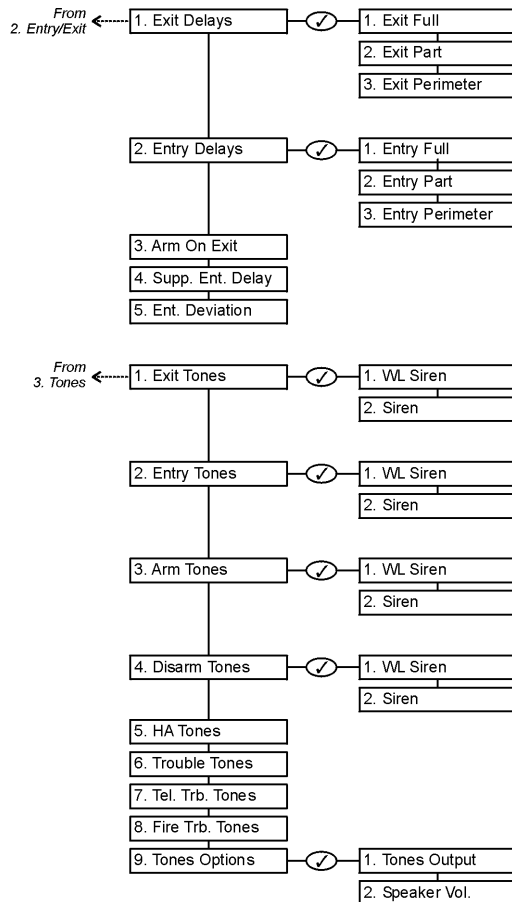 From
2. Entry/Exit
1. Exit Delays
1. Exit Full
2. Exit Part
3. Exit Perimeter
2. Entry Delays
1. Entry Full
2. Entry Part
3. Entry Perimeter
3. Arm On Exit
4. Supp. Ent. Delay
5. Ent. Deviation
From
3. Tones
1. Exit Tones
1. WL Siren
2. Siren
2. Entry Tones
1. WL Siren
2. Siren
3. Arm Tones
1. WL Siren
2. Siren
4. Disarm Tones
1. WL Siren
2. Siren
5. HA Tones
6. Trouble Tones
7. Tel. Trb. Tones
8. Fire Trb. Tones
9. Tones Options
1. Tones Output
2. Speaker Vol.